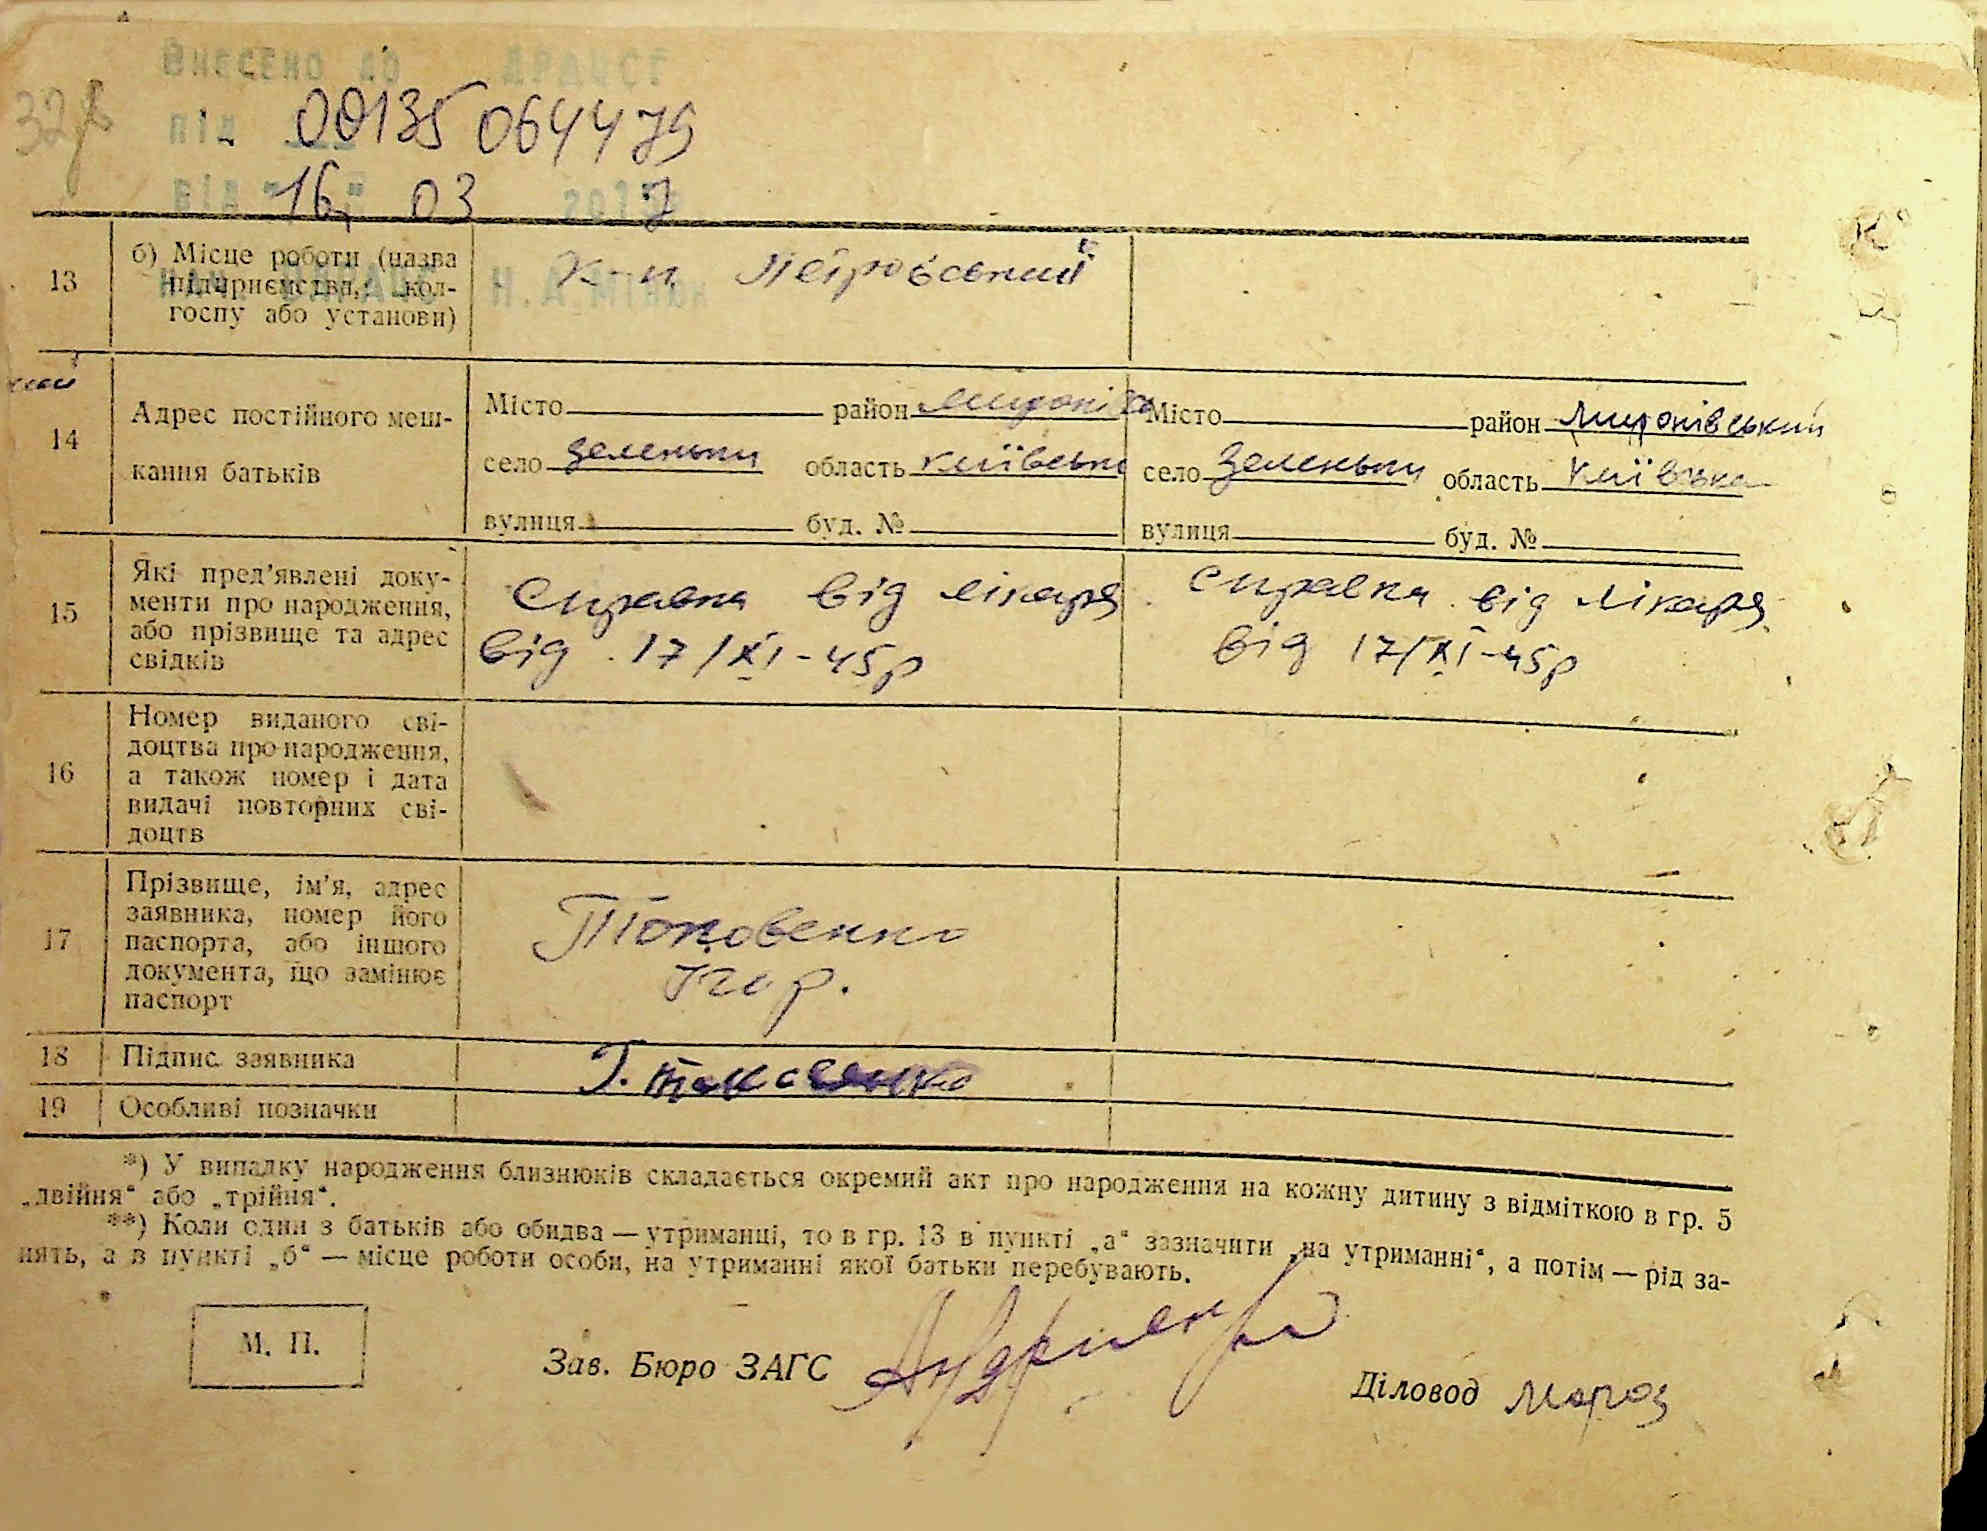 Внесено до ДРАЦСГ
під 00135064475
від "16" 03 2017
13 б) Місце роботи (назва підприємства, колгоспу або установи) к-п Петровський
14 Адрес постійного мешкання батьків
Місто район Миронів Місто район Миронівський
село Зеленьки область Київська село Зеленьки область Київська
вулиця буд. № вулиця буд. №
15 Які пред'явлені документи про народження, або прізвище та адрес свідків
Справка від лікаря Справка від лікаря
від 17/XI-45р від 17/XI-45р
16 Номер виданого свідоцтва про народження, а також номер і дата видачі повторних свідоцтв
17 Прізвище, ім'я, адрес заявника, номер його паспорта, або іншого документа, що замінює паспорт
18 Підпис заявника Г.
19 Особливі позначки
*) У випадку народження близнюків складається окремий акт про народження на кожну дитину з відміткою в гр. 5
„двійня“ або „трійня“.
**) Коли один з батьків або обидва — утриманці, то в гр. 13 в пункті „а“ зазначити „на утриманні“, а потім — рід за-
нять, а в пункті „б“ — місце роботи особи, на утриманні якої батьки перебувають.
М. П.
Зав. Бюро ЗАГС
Діловод Мороз